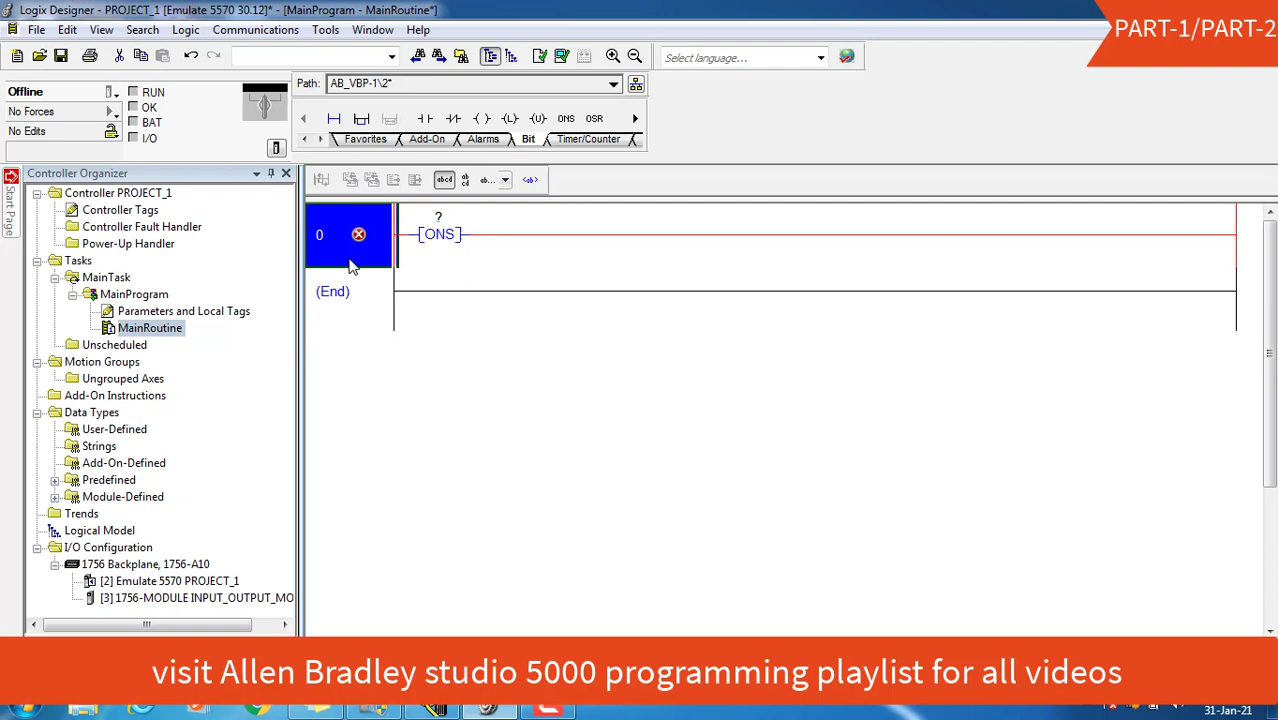 Logix Designer - PROJECT_1 [Emulate 5570 30.12]* - [MainProgram - MainRoutine*]
PART-1/PART-2
File Edit View Search Logic Communications Tools Window Help
Select language...
Offline
RUN
No Forces
OK
No Edits
BAT
I/O
Path: AB_VBP-1\2*
ONS OSR
Favorites Add-On Alarms Bit Timer/Counter
Start Page
Controller Organizer
Controller PROJECT_1
Controller Tags
Controller Fault Handler
Power-Up Handler
Tasks
MainTask
MainProgram
Parameters and Local Tags
MainRoutine
Unscheduled
Motion Groups
Ungrouped Axes
Add-On Instructions
Data Types
User-Defined
Strings
Add-On-Defined
Predefined
Module-Defined
Trends
Logical Model
I/O Configuration
1756 Backplane, 1756-A10
[2] Emulate 5570 PROJECT_1
[3] 1756-MODULE INPUT_OUTPUT_MO
?
0
ONS
(End)
visit Allen Bradley studio 5000 programming playlist for all videos
31-Jan-21